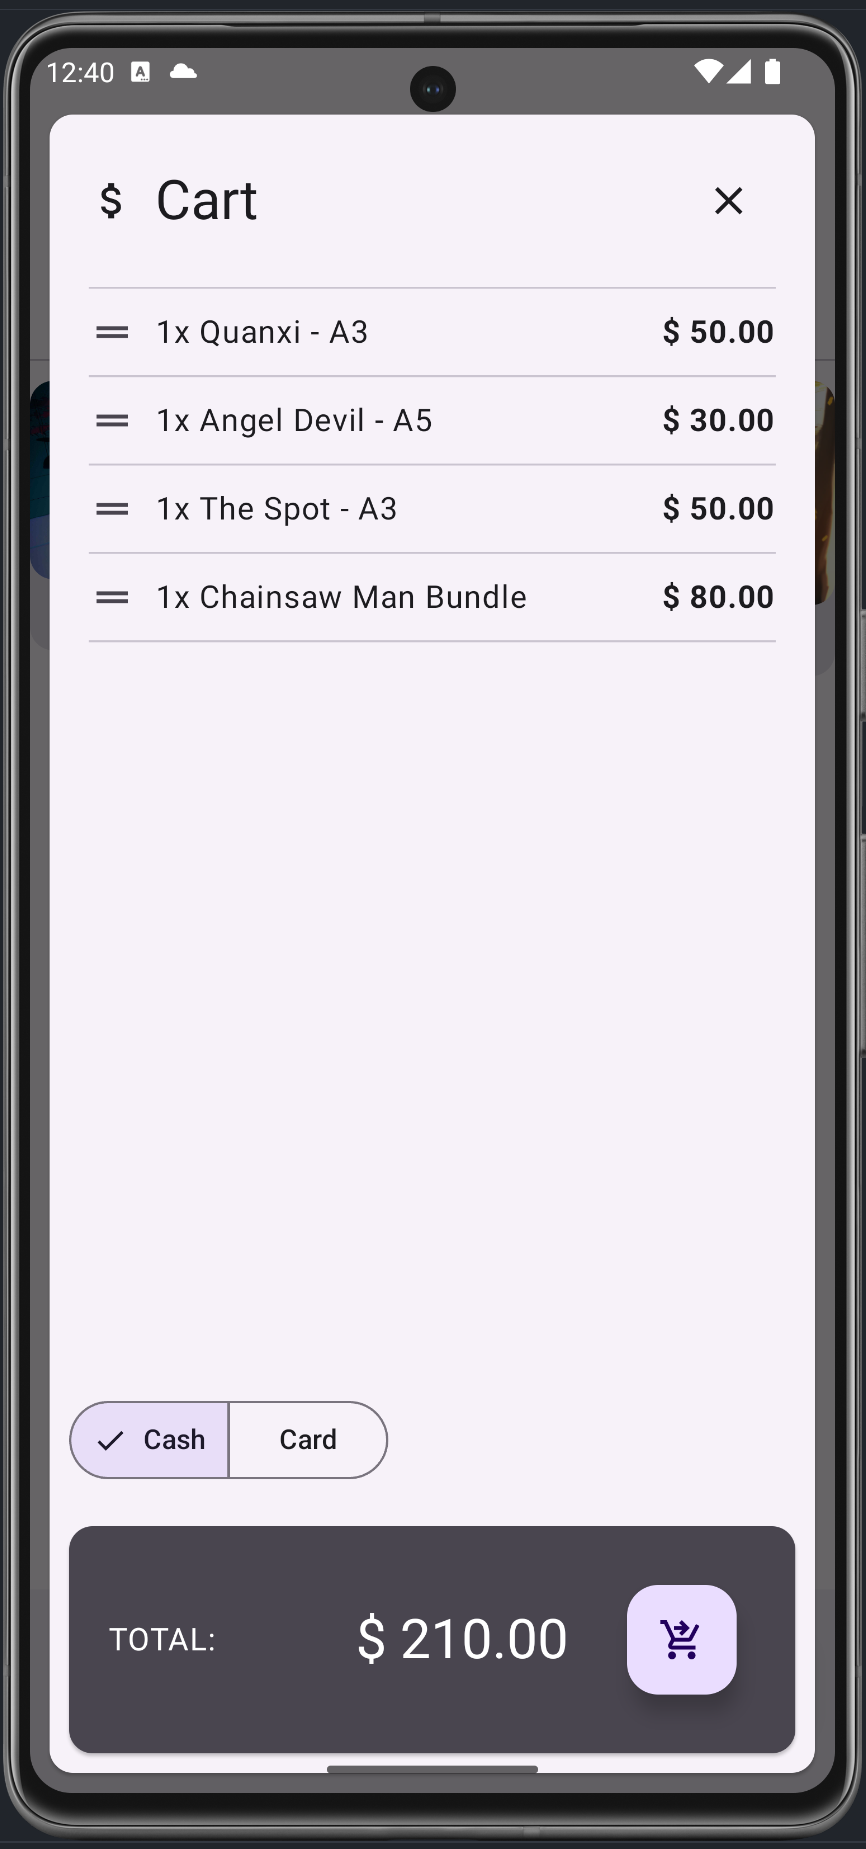 12:40 A
$ Cart
1x Quanxi - A3 $ 50.00
1x Angel Devil - A5 $ 30.00
1x The Spot - A3 $ 50.00
1x Chainsaw Man Bundle $ 80.00
Cash Card
TOTAL: $ 210.00